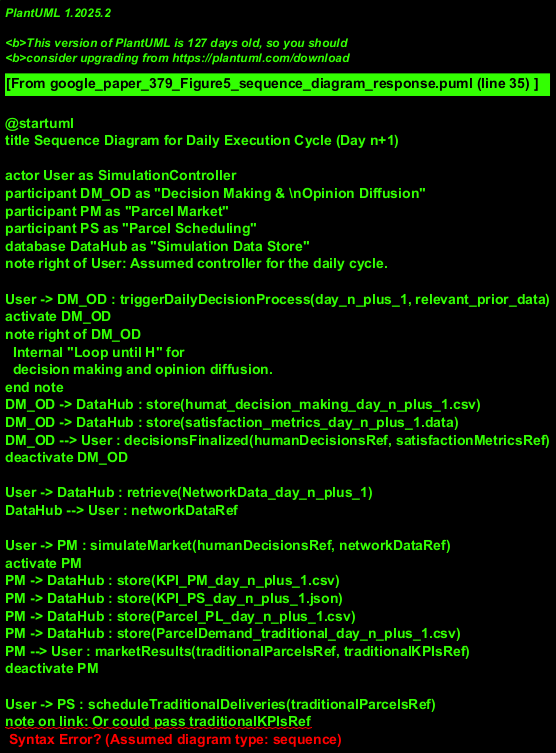 PlantUML 1.2025.2
<b>This version of PlantUML is 127 days old, so you should
<b>consider upgrading from https://plantuml.com/download
[From google_paper_379_Figure5_sequence_diagram_response.puml (line 35) ]
@startuml
title Sequence Diagram for Daily Execution Cycle (Day n+1)
actor User as SimulationController
participant DM_OD as "Decision Making & \nOpinion Diffusion"
participant PM as "Parcel Market"
participant PS as "Parcel Scheduling"
database DataHub as "Simulation Data Store"
note right of User: Assumed controller for the daily cycle.
User -> DM_OD : triggerDailyDecisionProcess(day_n_plus_1, relevant_prior_data)
activate DM_OD
note right of DM_OD
Internal "Loop until H" for
decision making and opinion diffusion.
end note
DM_OD -> DataHub : store(humat_decision_making_day_n_plus_1.csv)
DM_OD -> DataHub : store(satisfaction_metrics_day_n_plus_1.data)
DM_OD --> User : decisionsFinalized(humanDecisionsRef, satisfactionMetricsRef)
deactivate DM_OD
User -> DataHub : retrieve(NetworkData_day_n_plus_1)
DataHub --> User : networkDataRef
User -> PM : simulateMarket(humanDecisionsRef, networkDataRef)
activate PM
PM -> DataHub : store(KPI_PM_day_n_plus_1.csv)
PM -> DataHub : store(KPI_PS_day_n_plus_1.json)
PM -> DataHub : store(Parcel_PL_day_n_plus_1.csv)
PM -> DataHub : store(ParcelDemand_traditional_day_n_plus_1.csv)
PM --> User : marketResults(traditionalParcelsRef, traditionalKPIsRef)
deactivate PM
User -> PS : scheduleTraditionalDeliveries(traditionalParcelsRef)
note on link: Or could pass traditionalKPIsRef
Syntax Error? (Assumed diagram type: sequence)